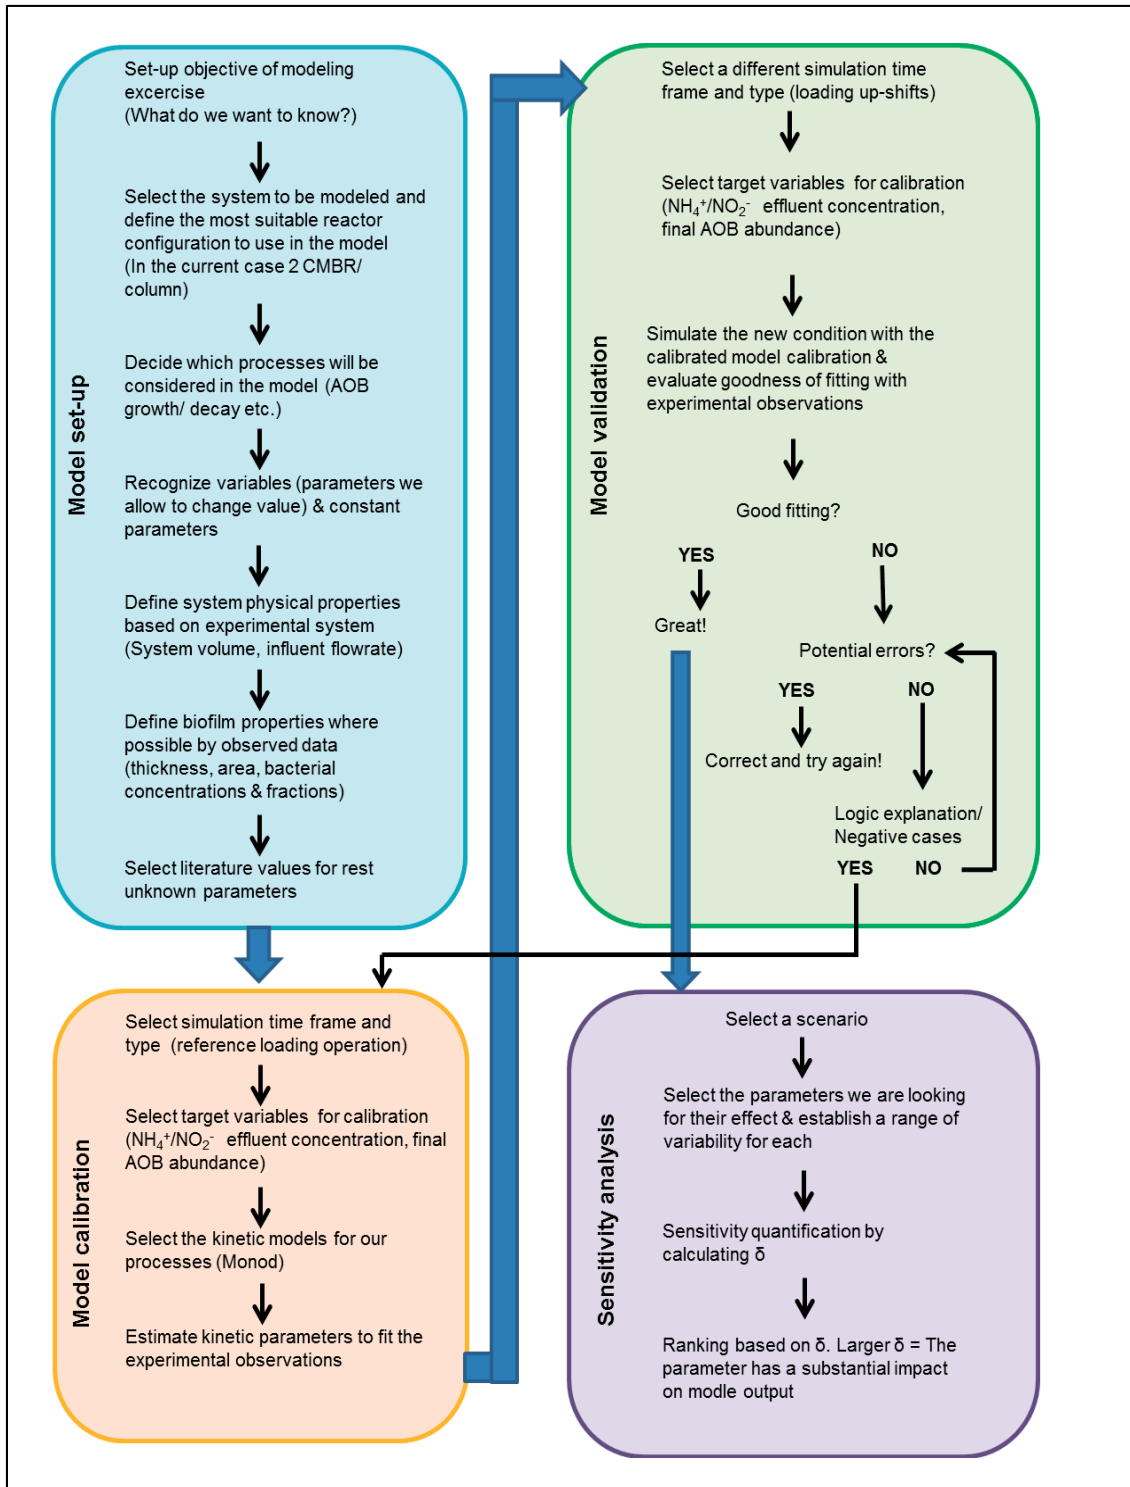 Model set-up
Set-up objective of modeling
excercise
(What do we want to know?)
Select the system to be modeled and
define the most suitable reactor
configuration to use in the model
(In the current case 2 CMBR/
column)
Decide which processes will be
considered in the model (AOB
growth/ decay etc.)
Recognize variables (parameters we
allow to change value) & constant
parameters
Define system physical properties
based on experimental system
(System volume, influent flowrate)
Define biofilm properties where
possible by observed data
(thickness, area, bacterial
concentrations & fractions)
Select literature values for rest
unknown parameters
Model calibration
Select simulation time frame and
type (reference loading operation)
Select target variables for calibration
(NH₄⁺/NO₂⁻ effluent concentration, final
AOB abundance)
Select the kinetic models for our
processes (Monod)
Estimate kinetic parameters to fit the
experimental observations
Model validation
Select a different simulation time
frame and type (loading up-shifts)
Select target variables for calibration
(NH₄⁺/NO₂⁻ effluent concentration,
final AOB abundance)
Simulate the new condition with the
calibrated model calibration &
evaluate goodness of fitting with
experimental observations
Good fitting?
YES NO
Great!
Potential errors?
YES NO
Correct and try again!
Logic explanation/
Negative cases
YES NO
Sensitivity analysis
Select a scenario
Select the parameters we are looking
for their effect & establish a range of
variability for each
Sensitivity quantification by
calculating δ
Ranking based on δ. Larger δ = The
parameter has a substantial impact
on modle output